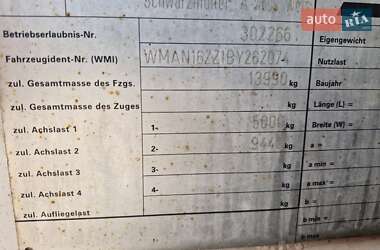 Schwarzmüller A
Betriebserlaubnis-Nr. 302266 Eigengewicht
Fahrzeugident-Nr. (WMI) WMAN16ZZ1BY262074 Nutzlast
zul. Gesamtmasse des Fzgs. 13990 kg Baujahr
zul. Gesamtmasse des Zuges kg Länge (L) =
zul. Achslast 1 1- kg Breite (W) =
zul. Achslast 2 2- kg a =
zul. Achslast 3 3- kg a min =
zul. Achslast 4 4- kg a max =
zul. Aufliegelast kg b =
b min =
b max =
AUTO RIA